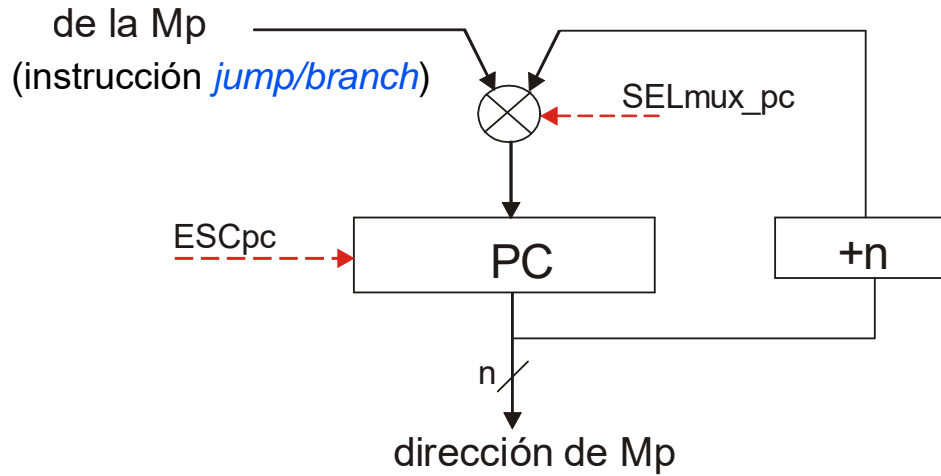 de la Mp
(instrucción jump/branch)
SELmux_pc
ESCpc
PC
+n
n
dirección de Mp